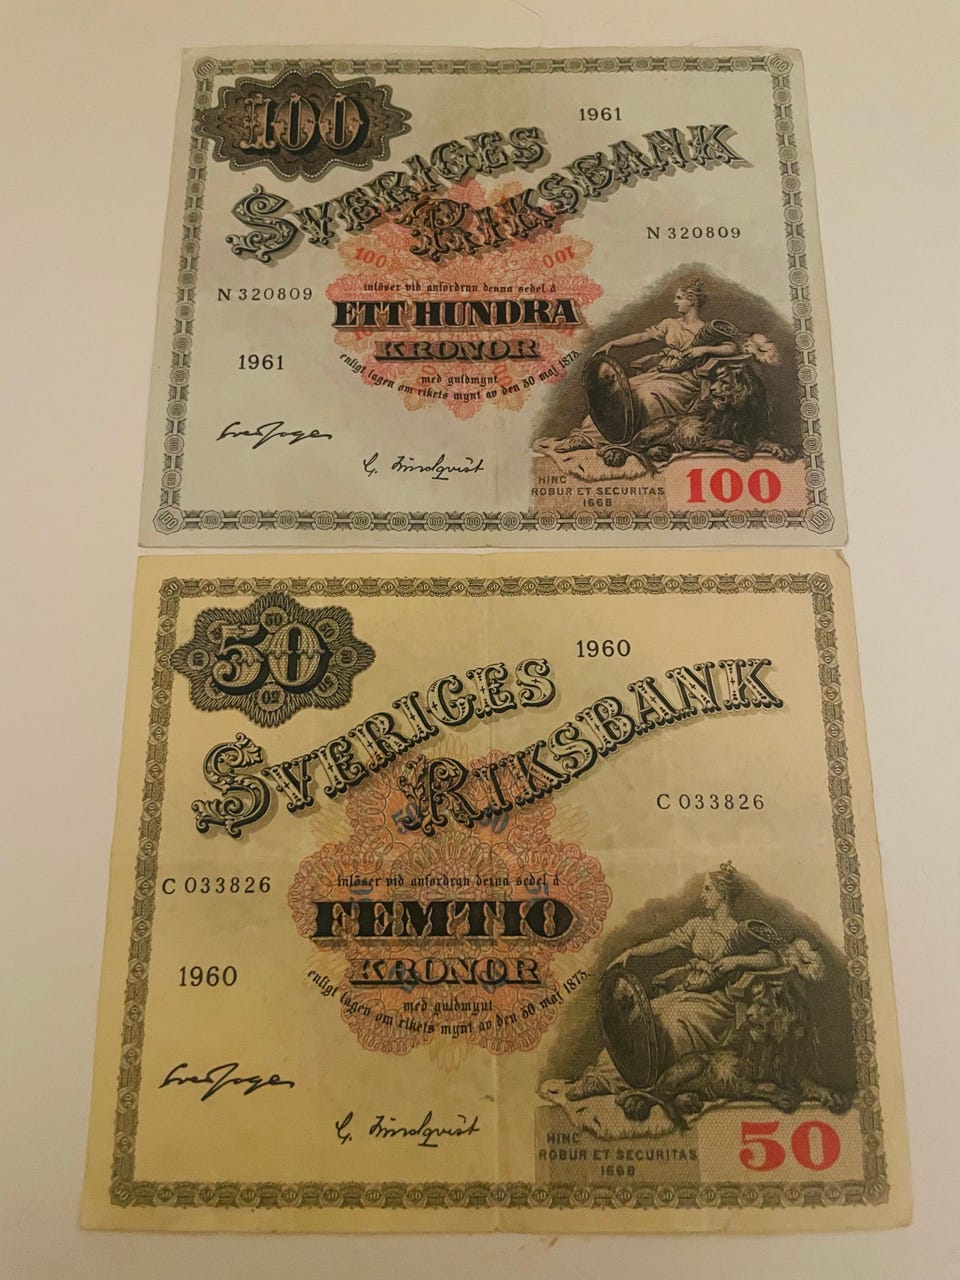 100
1961
SVERIGES
RIKSBANK
N 320809
100 100
N 320809
inlöser vid anfordran denna sedel à
ETT HUNDRA
KRONOR
1961
med guldmynt
enligt lagen om rikets mynt av den 30 maj 1873.
G. Lindqvist
HINC
ROBUR ET SECURITAS
1668
100
50
1960
SVERIGES
RIKSBANK
C 033826
C 033826
inlöser vid anfordran denna sedel à
FEMTIO
KRONOR
1960
med guldmynt
enligt lagen om rikets mynt av den 30 maj 1873.
G. Lindqvist
HINC
ROBUR ET SECURITAS
1668
50